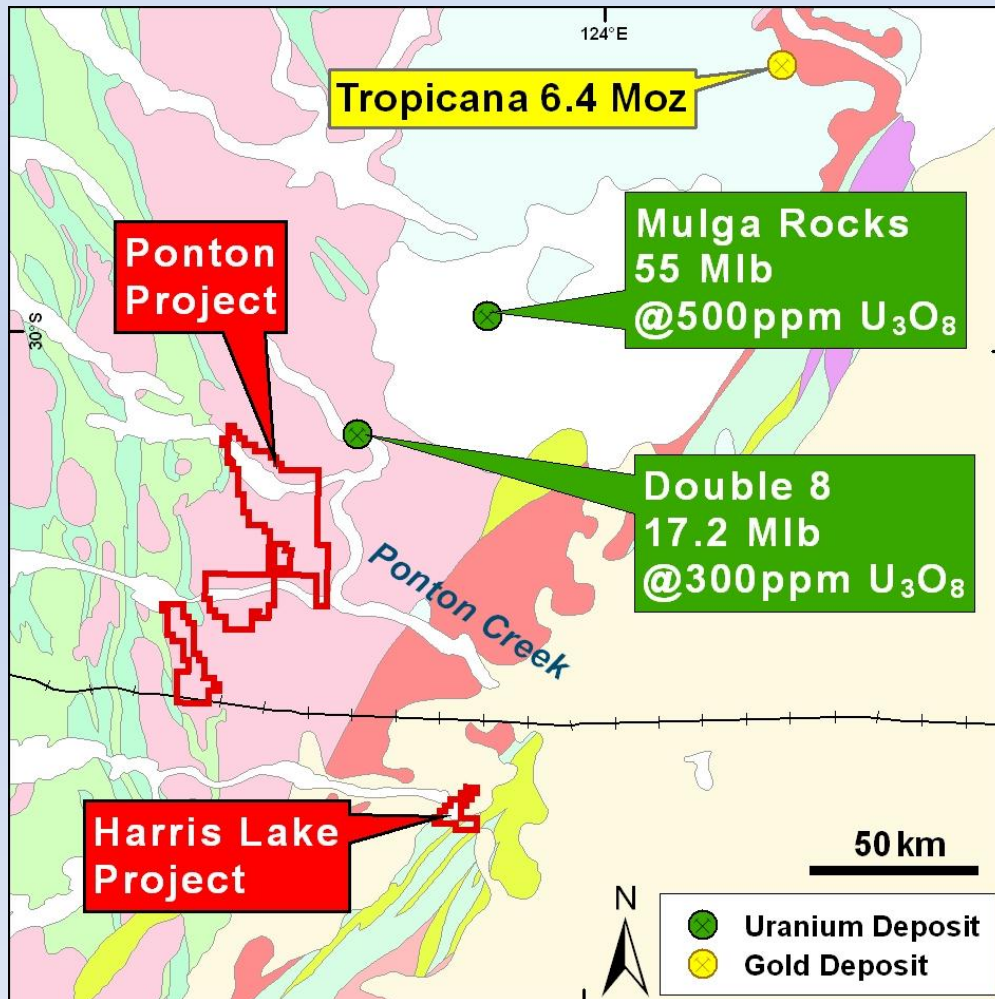 124°E
Tropicana 6.4 Moz
Mulga Rocks
55 Mlb
@500ppm U₃O₈
Ponton
Project
30°S
Double 8
17.2 Mlb
@300ppm U₃O₈
Ponton Creek
Harris Lake
Project
50 km
N
Uranium Deposit
Gold Deposit